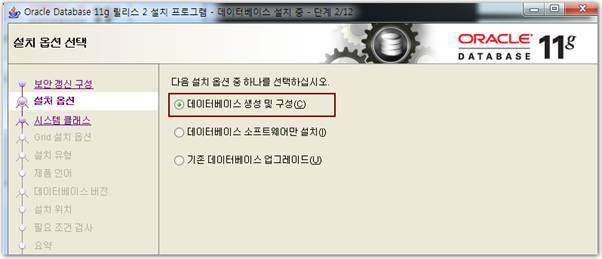 Oracle Database 11g 릴리스 2 설치 프로그램 - 데이터베이스 설치 중 - 단계 2/12
설치 옵션 선택
ORACLE
DATABASE 11g
보안 갱신 구성
설치 옵션
시스템 클래스
Grid 설치 옵션
설치 유형
제품 언어
데이터베이스 버전
설치 위치
필요 조건 검사
요약
다음 설치 옵션 중 하나를 선택하십시오.
데이터베이스 생성 및 구성(C)
데이터베이스 소프트웨어만 설치(I)
기존 데이터베이스 업그레이드(U)